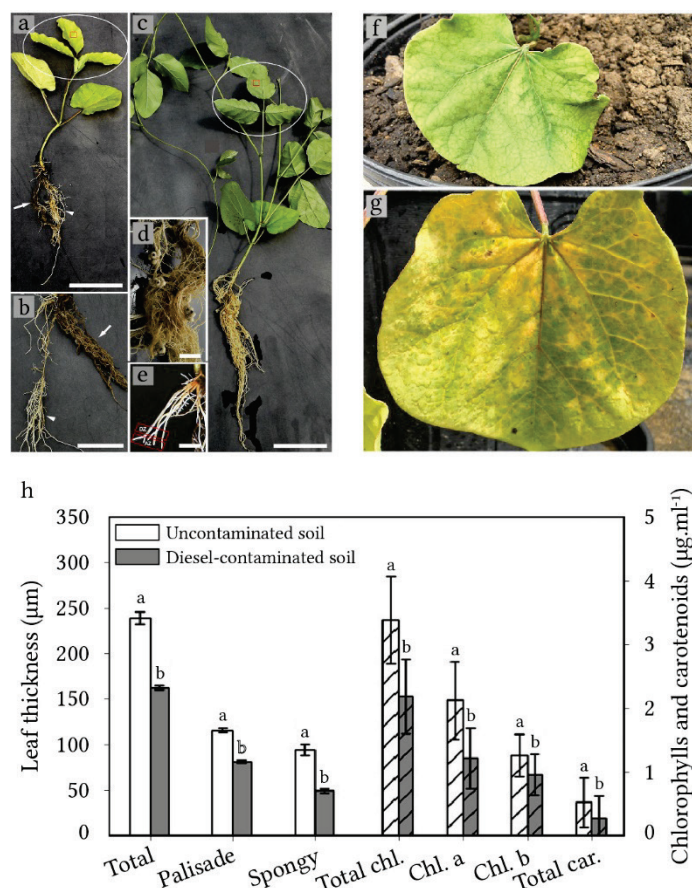 a
c
d
b
e
DZ
f
g
h
Leaf thickness (μm)
350
300
250
200
150
100
50
0
Uncontaminated soil
Diesel-contaminated soil
a
b
a
b
a
b
a
b
a
b
a
b
a
b
Total
Palisade
Spongy
Total chl.
Chl. a
Chl. b
Total car.
5
4
3
2
1
0
Chlorophylls and carotenoids (μg.ml⁻¹)